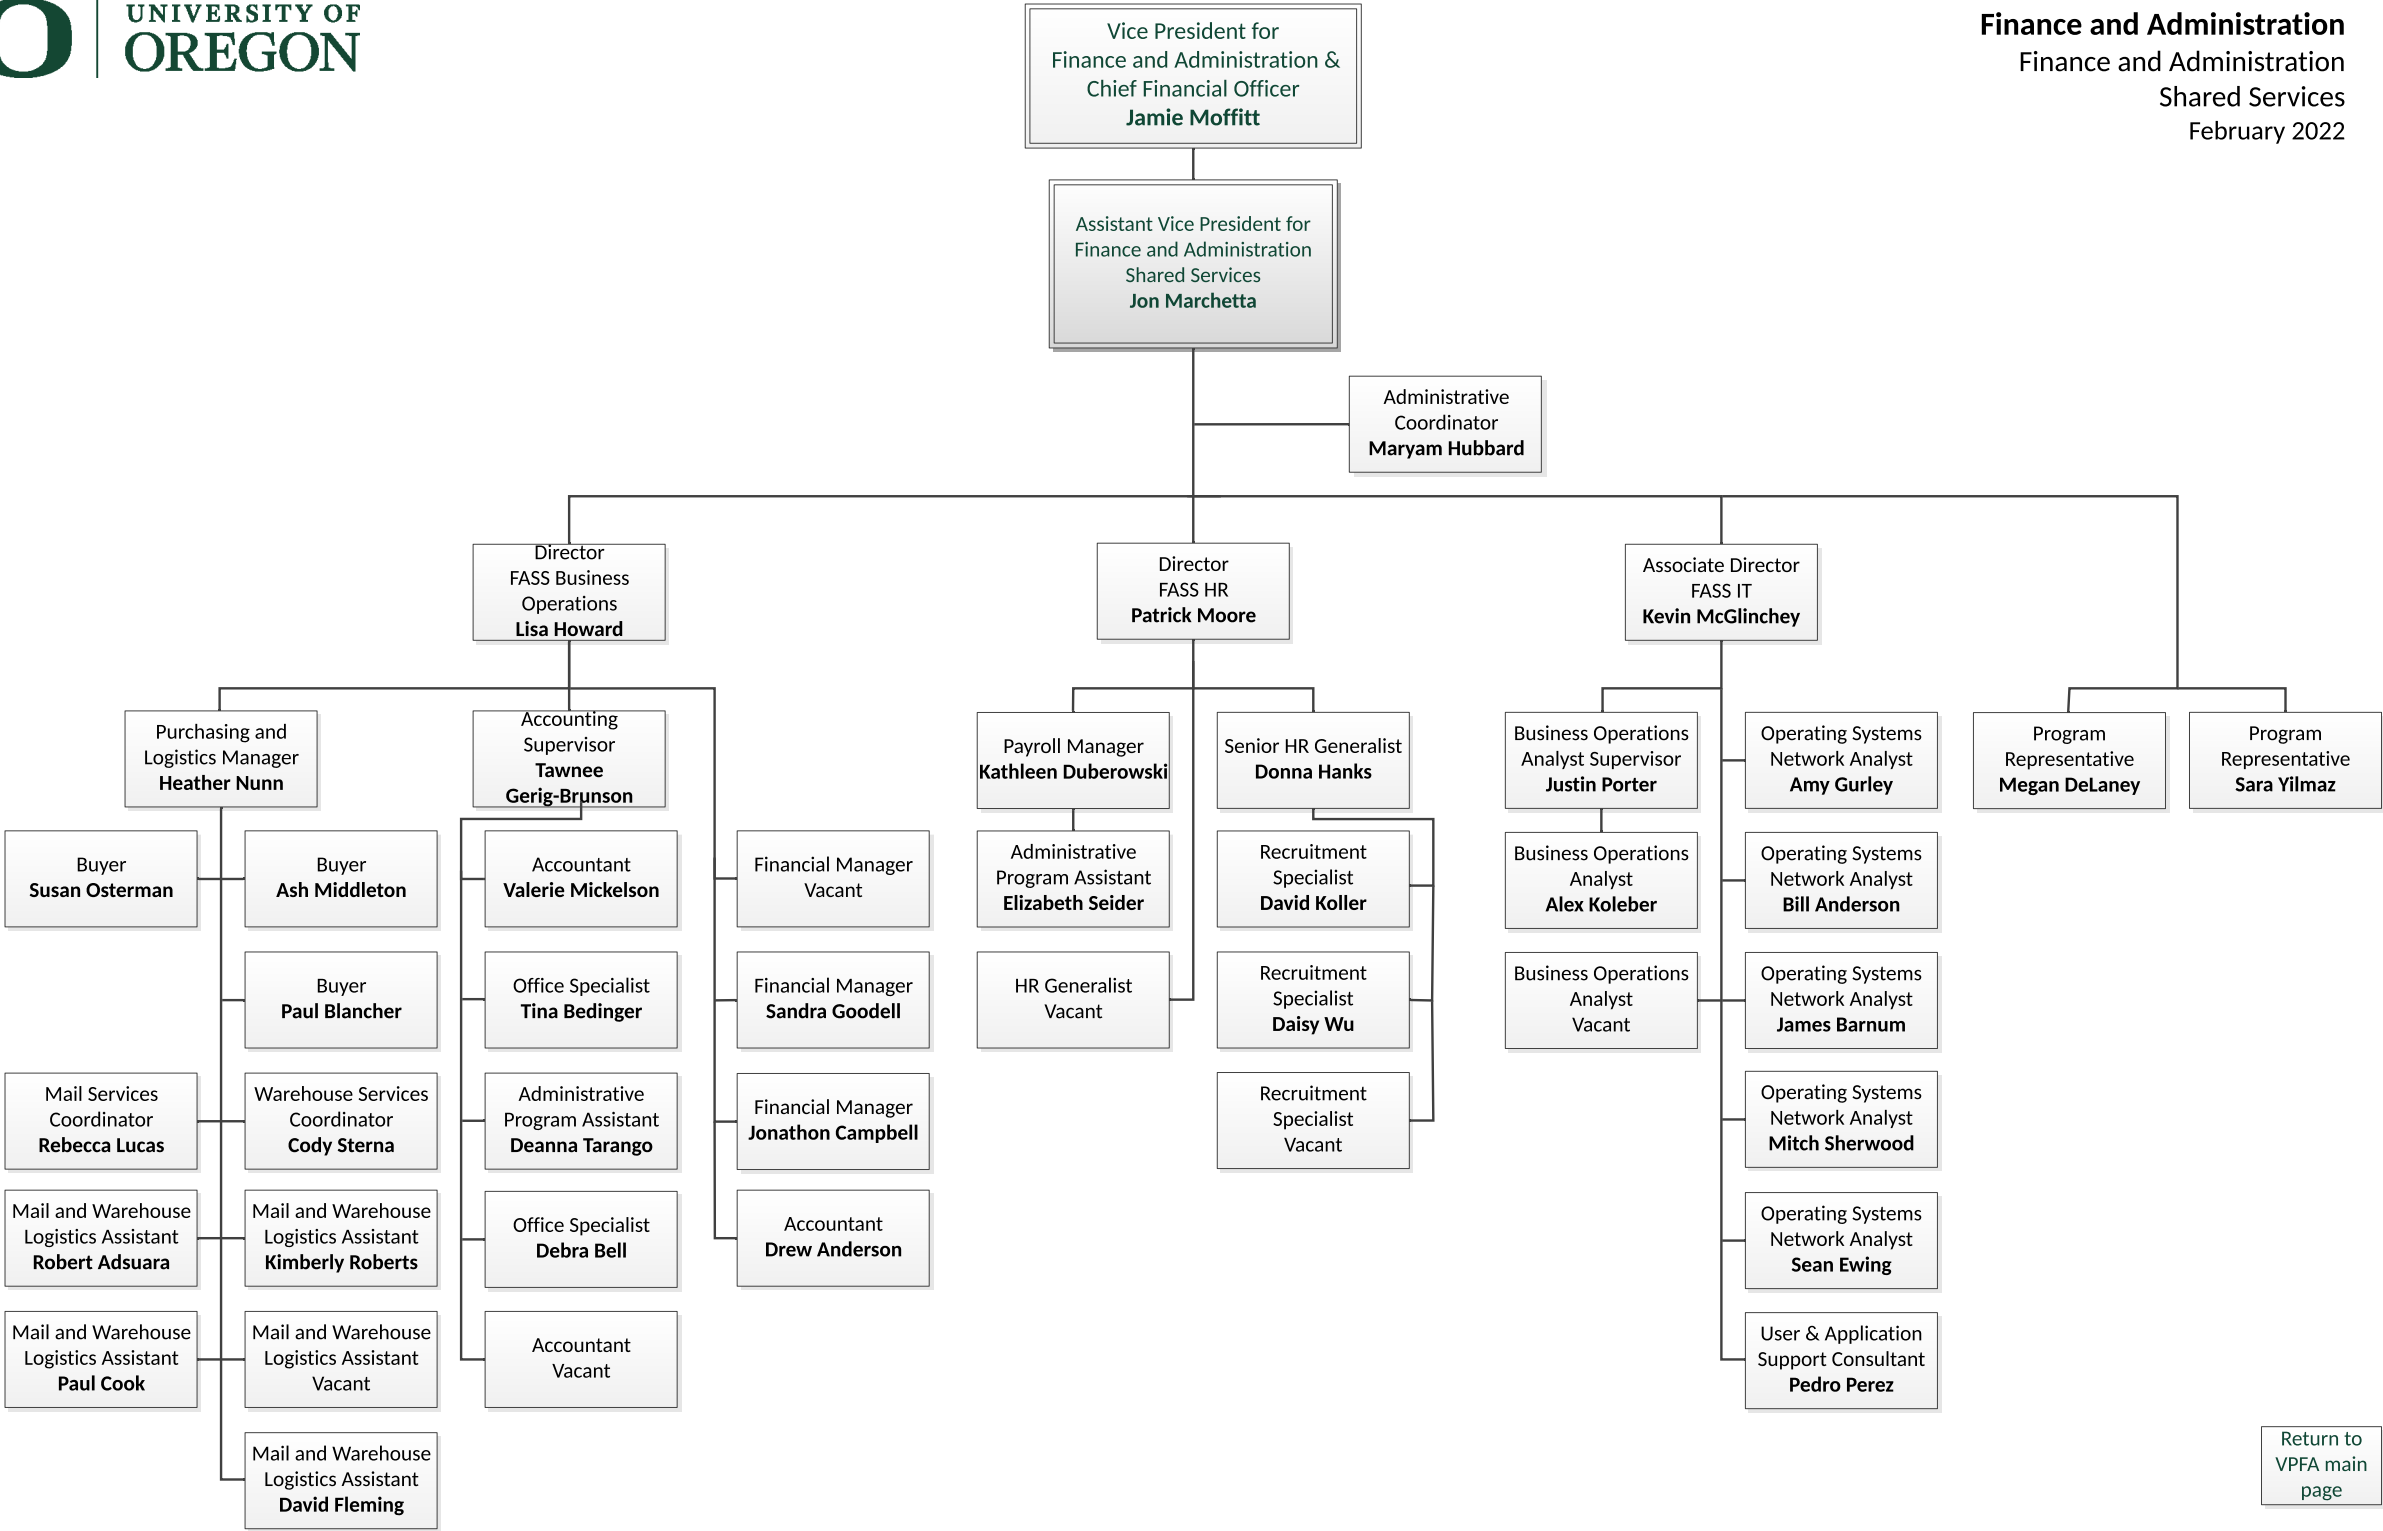 UNIVERSITY OF
OREGON
Finance and Administration
Finance and Administration
Shared Services
February 2022
Vice President for
Finance and Administration &
Chief Financial Officer
Jamie Moffitt
Assistant Vice President for
Finance and Administration
Shared Services
Jon Marchetta
Administrative
Coordinator
Maryam Hubbard
Director
FASS Business
Operations
Lisa Howard
Director
FASS HR
Patrick Moore
Associate Director
FASS IT
Kevin McGlinchey
Purchasing and
Logistics Manager
Heather Nunn
Accounting
Supervisor
Tawnee
Gerig-Brunson
Payroll Manager
Kathleen Duberowski
Senior HR Generalist
Donna Hanks
Business Operations
Analyst Supervisor
Justin Porter
Operating Systems
Network Analyst
Amy Gurley
Program
Representative
Megan DeLaney
Program
Representative
Sara Yilmaz
Buyer
Susan Osterman
Buyer
Ash Middleton
Accountant
Valerie Mickelson
Financial Manager
Vacant
Administrative
Program Assistant
Elizabeth Seider
Recruitment
Specialist
David Koller
Business Operations
Analyst
Alex Koleber
Operating Systems
Network Analyst
Bill Anderson
Buyer
Paul Blancher
Office Specialist
Tina Bedinger
Financial Manager
Sandra Goodell
HR Generalist
Vacant
Recruitment
Specialist
Daisy Wu
Business Operations
Analyst
Vacant
Operating Systems
Network Analyst
James Barnum
Mail Services
Coordinator
Rebecca Lucas
Warehouse Services
Coordinator
Cody Sterna
Administrative
Program Assistant
Deanna Tarango
Financial Manager
Jonathon Campbell
Recruitment
Specialist
Vacant
Operating Systems
Network Analyst
Mitch Sherwood
Mail and Warehouse
Logistics Assistant
Robert Adsuara
Mail and Warehouse
Logistics Assistant
Kimberly Roberts
Office Specialist
Debra Bell
Accountant
Drew Anderson
Operating Systems
Network Analyst
Sean Ewing
Mail and Warehouse
Logistics Assistant
Paul Cook
Mail and Warehouse
Logistics Assistant
Vacant
Accountant
Vacant
User & Application
Support Consultant
Pedro Perez
Mail and Warehouse
Logistics Assistant
David Fleming
Return to
VPFA main
page